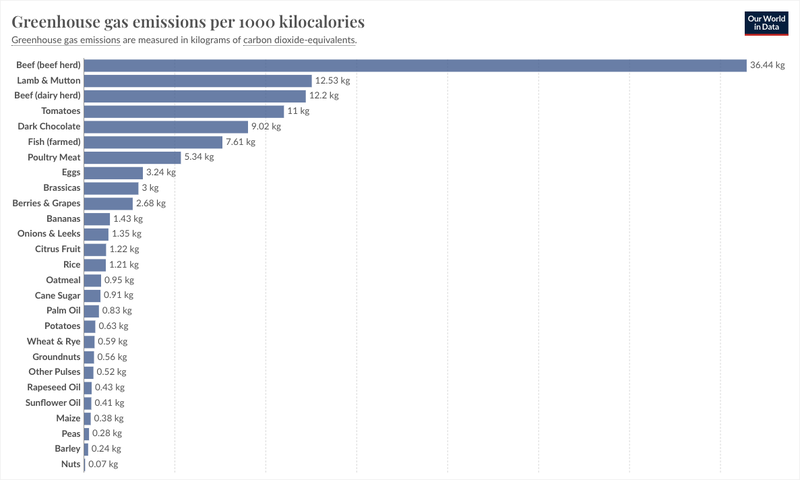 Greenhouse gas emissions per 1000 kilocalories
Our World
in Data
Greenhouse gas emissions are measured in kilograms of carbon dioxide-equivalents.
Beef (beef herd) 36.44 kg
Lamb & Mutton 12.53 kg
Beef (dairy herd) 12.2 kg
Tomatoes 11 kg
Dark Chocolate 9.02 kg
Fish (farmed) 7.61 kg
Poultry Meat 5.34 kg
Eggs 3.24 kg
Brassicas 3 kg
Berries & Grapes 2.68 kg
Bananas 1.43 kg
Onions & Leeks 1.35 kg
Citrus Fruit 1.22 kg
Rice 1.21 kg
Oatmeal 0.95 kg
Cane Sugar 0.91 kg
Palm Oil 0.83 kg
Potatoes 0.63 kg
Wheat & Rye 0.59 kg
Groundnuts 0.56 kg
Other Pulses 0.52 kg
Rapeseed Oil 0.43 kg
Sunflower Oil 0.41 kg
Maize 0.38 kg
Peas 0.28 kg
Barley 0.24 kg
Nuts 0.07 kg